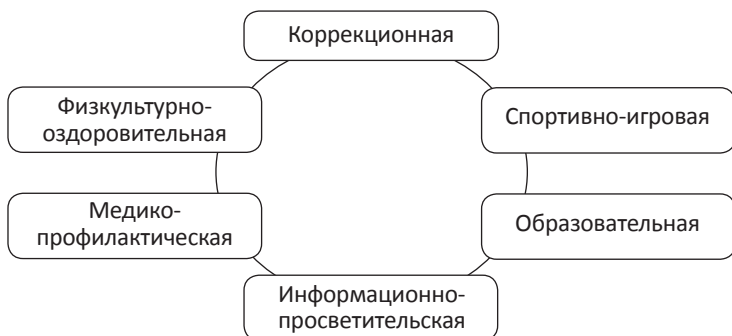 Коррекционная
Физкультурно-
оздоровительная
Спортивно-игровая
Медико-
профилактическая
Образовательная
Информационно-
просветительская